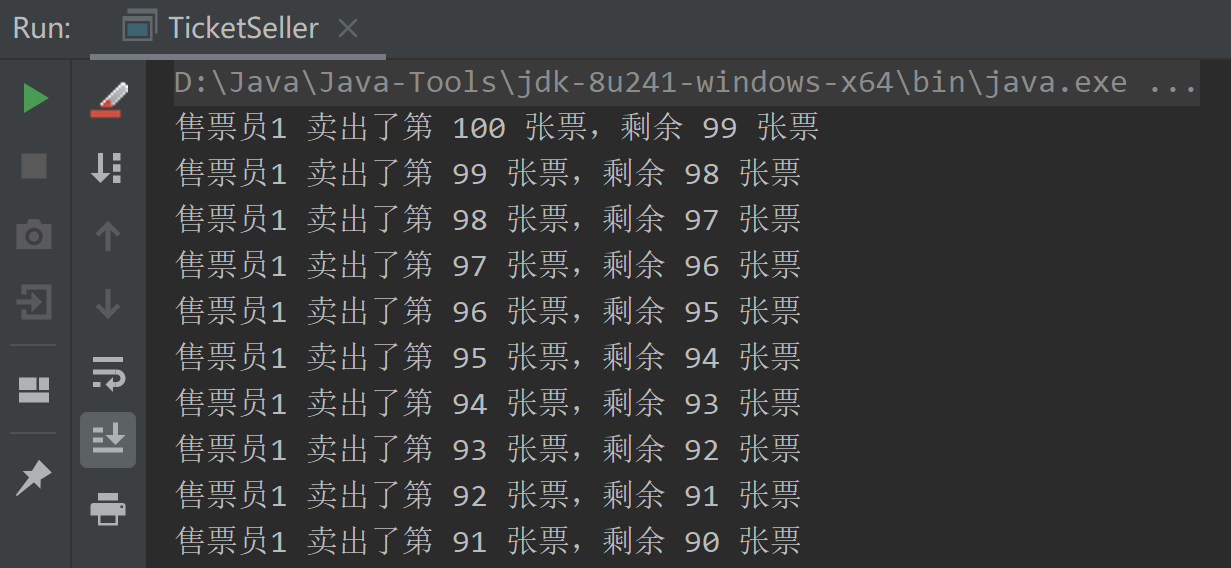 Run: TicketSeller
D:\Java\Java-Tools\jdk-8u241-windows-x64\bin\java.exe ...
售票员1 卖出了第 100 张票，剩余 99 张票
售票员1 卖出了第 99 张票，剩余 98 张票
售票员1 卖出了第 98 张票，剩余 97 张票
售票员1 卖出了第 97 张票，剩余 96 张票
售票员1 卖出了第 96 张票，剩余 95 张票
售票员1 卖出了第 95 张票，剩余 94 张票
售票员1 卖出了第 94 张票，剩余 93 张票
售票员1 卖出了第 93 张票，剩余 92 张票
售票员1 卖出了第 92 张票，剩余 91 张票
售票员1 卖出了第 91 张票，剩余 90 张票